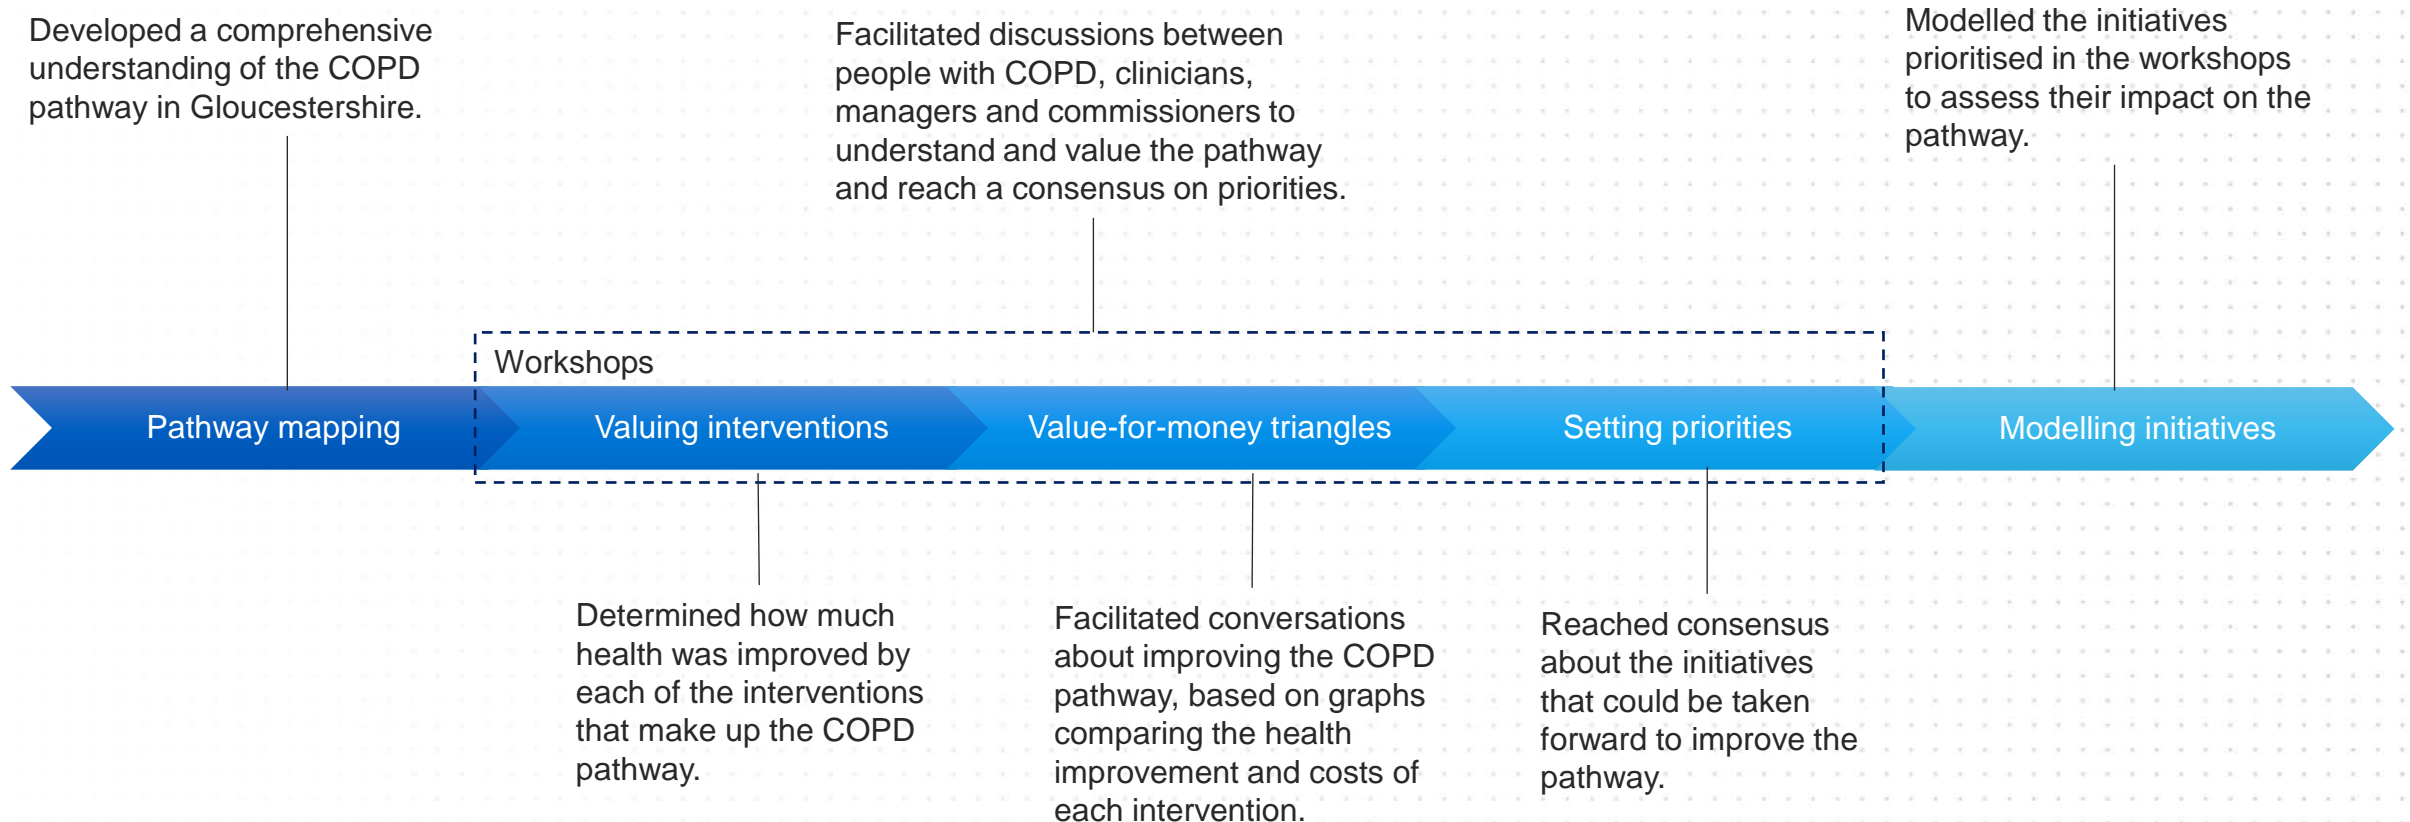 Developed a comprehensive
understanding of the COPD
pathway in Gloucestershire.
Facilitated discussions between
people with COPD, clinicians,
managers and commissioners to
understand and value the pathway
and reach a consensus on priorities.
Modelled the initiatives
prioritised in the workshops
to assess their impact on the
pathway.
Workshops
Pathway mapping
Valuing interventions
Value-for-money triangles
Setting priorities
Modelling initiatives
Determined how much
health was improved by
each of the interventions
that make up the COPD
pathway.
Facilitated conversations
about improving the COPD
pathway, based on graphs
comparing the health
improvement and costs of
each intervention.
Reached consensus
about the initiatives
that could be taken
forward to improve the
pathway.